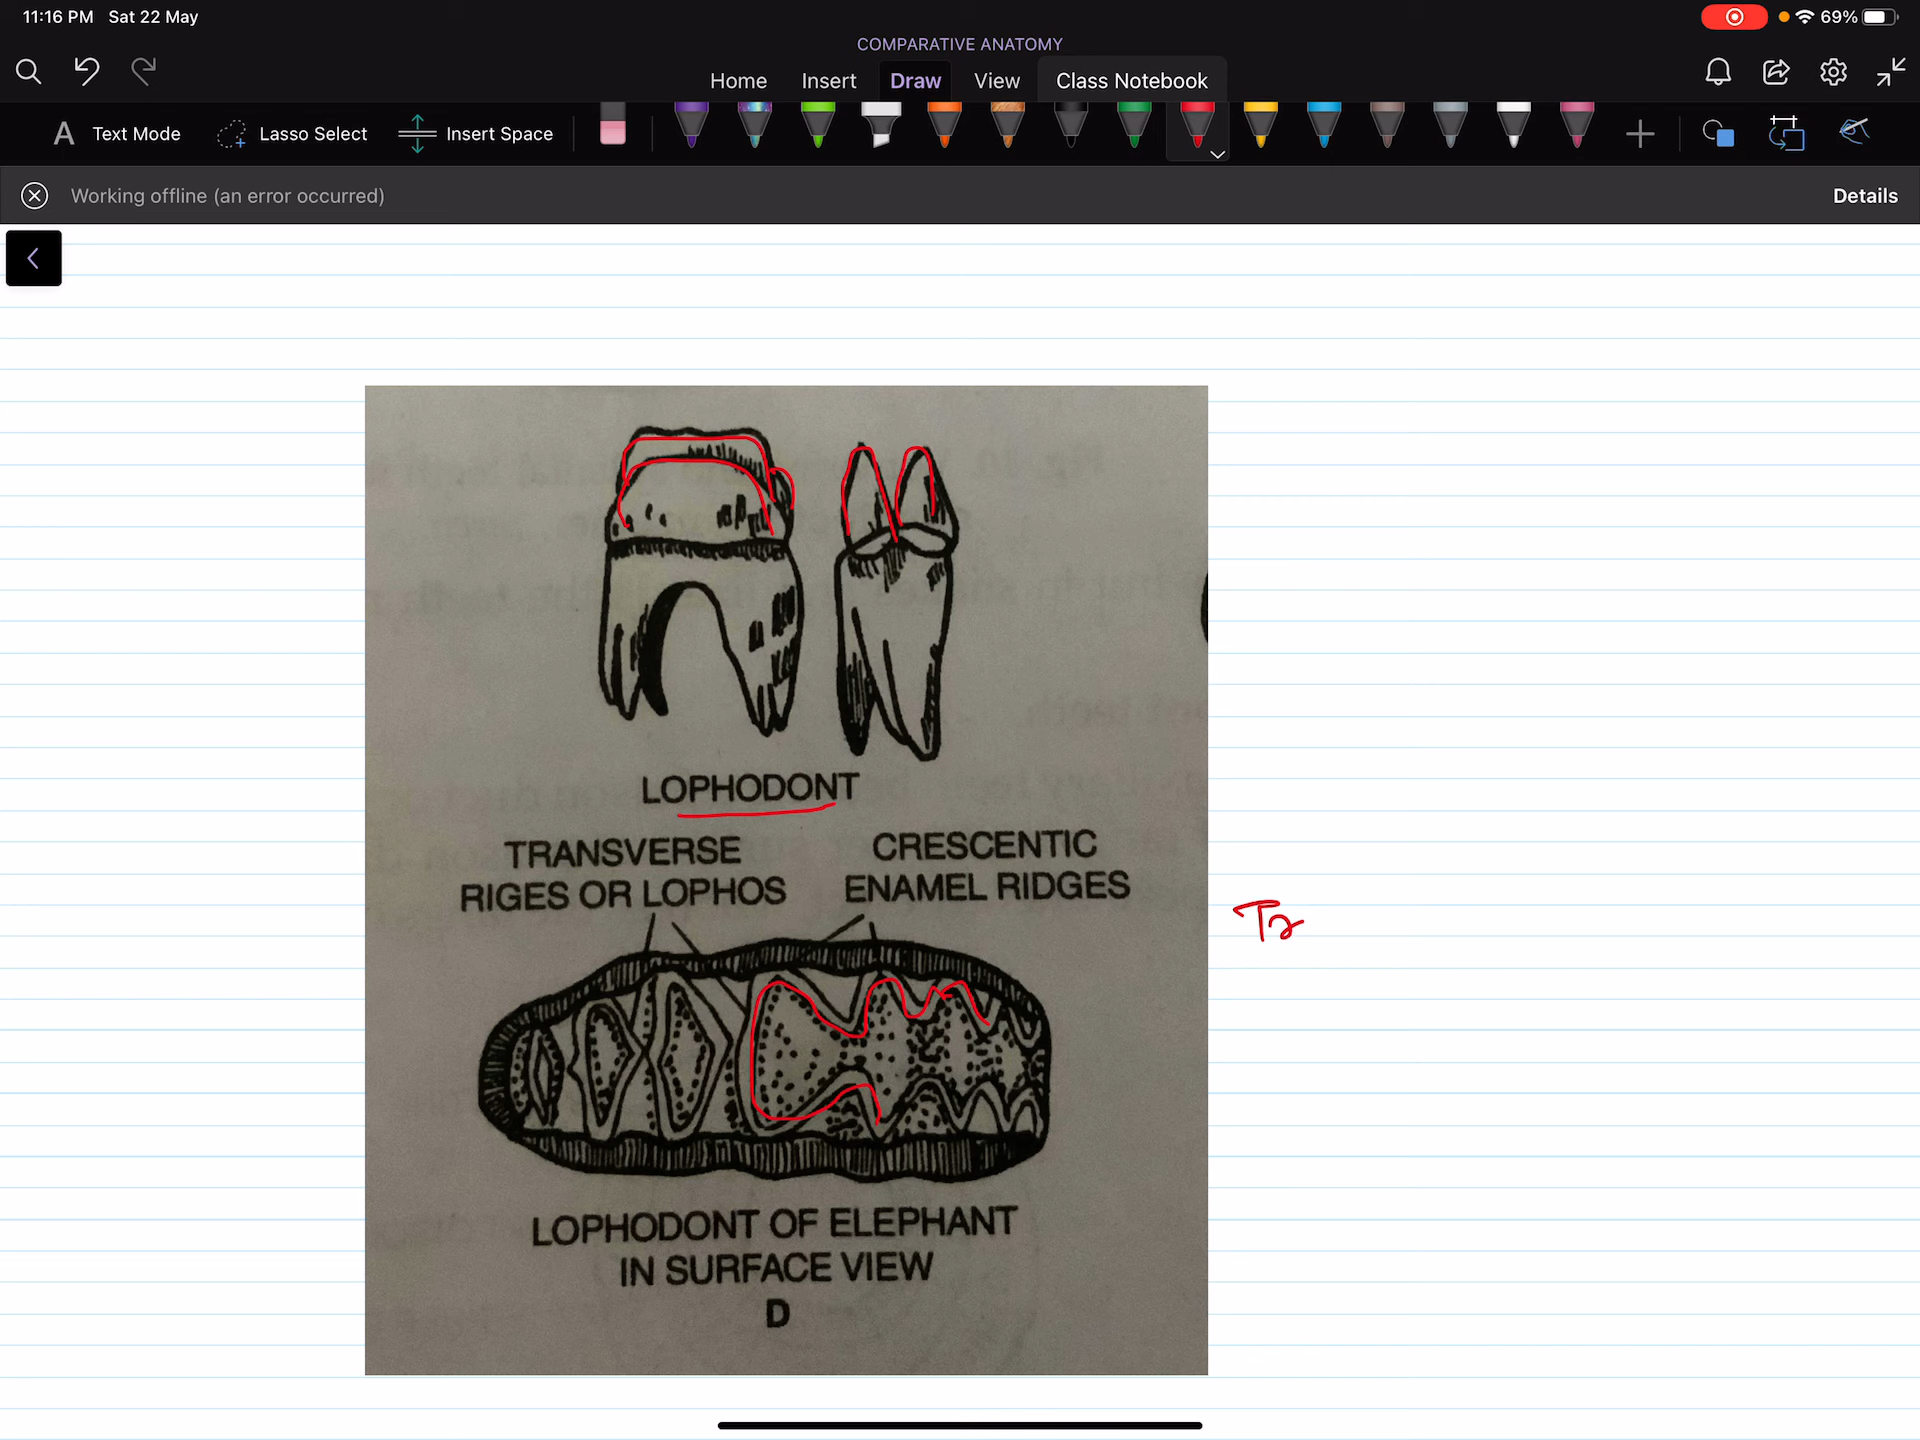 11:16 PM Sat 22 May
69%
COMPARATIVE ANATOMY
Home Insert Draw View Class Notebook
Text Mode Lasso Select Insert Space
Working offline (an error occurred) Details
LOPHODONT
TRANSVERSE
RIGES OR LOPHOS
CRESCENTIC
ENAMEL RIDGES
LOPHODONT OF ELEPHANT
IN SURFACE VIEW
D